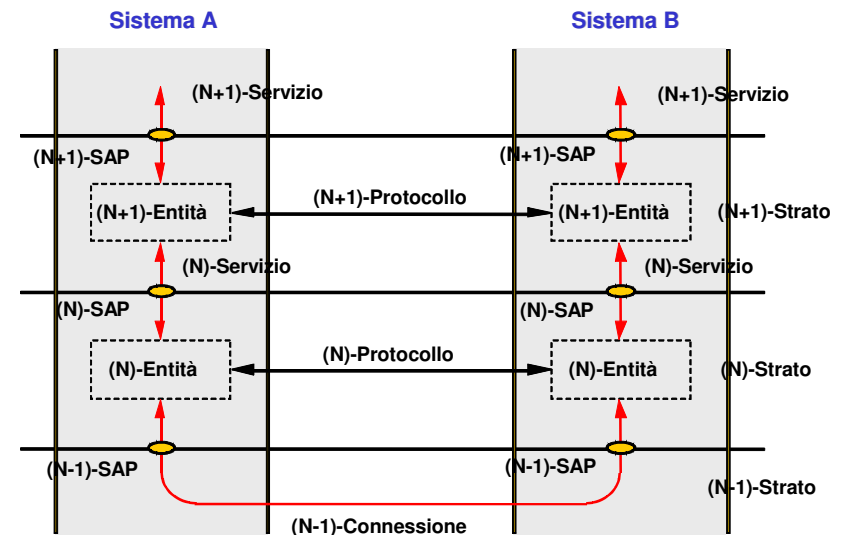 Sistema A
Sistema B
(N+1)-Servizio
(N+1)-Servizio
(N+1)-SAP
(N+1)-SAP
(N+1)-Protocollo
(N+1)-Entità
(N+1)-Entità
(N+1)-Strato
(N)-Servizio
(N)-Servizio
(N)-SAP
(N)-SAP
(N)-Protocollo
(N)-Entità
(N)-Entità
(N)-Strato
(N-1)-SAP
(N-1)-SAP
(N-1)-Strato
(N-1)-Connessione